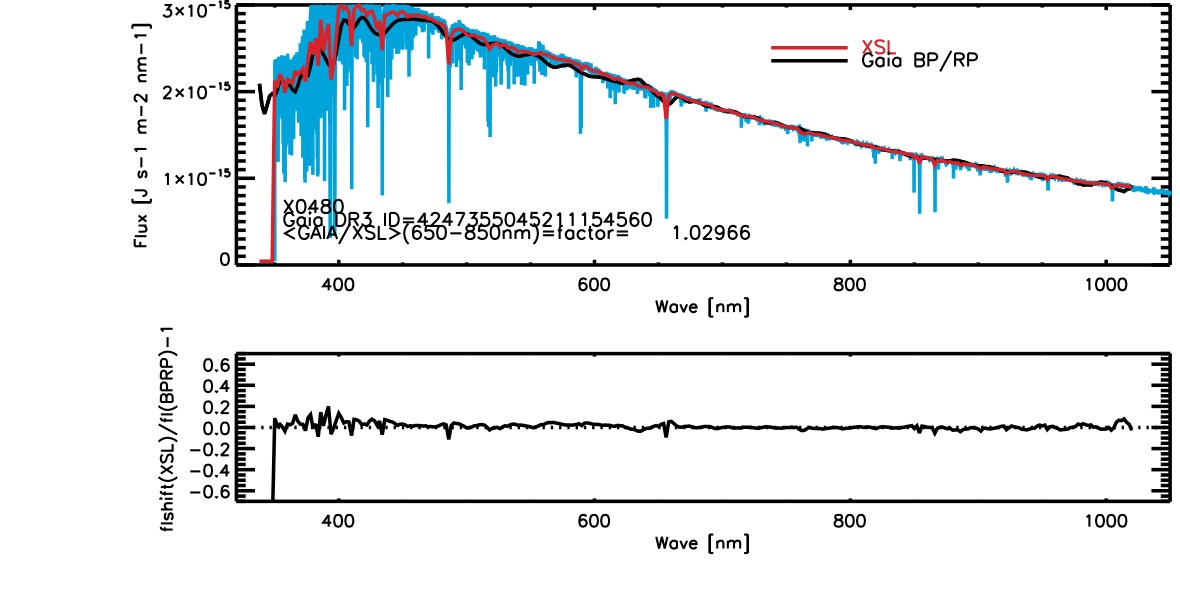 3×10−15
2×10−15
1×10−15
0
Flux [J s−1 m−2 nm−1]
XSL
Gaia BP/RP
X0480
Gaia DR3 ID=4247355045211154560
<GAIA/XSL>(650−850nm)=factor= 1.02966
400 600 800 1000
Wave [nm]
flshift(XSL)/fl(BPRP)−1
0.6
0.4
0.2
0.0
−0.2
−0.4
−0.6
400 600 800 1000
Wave [nm]